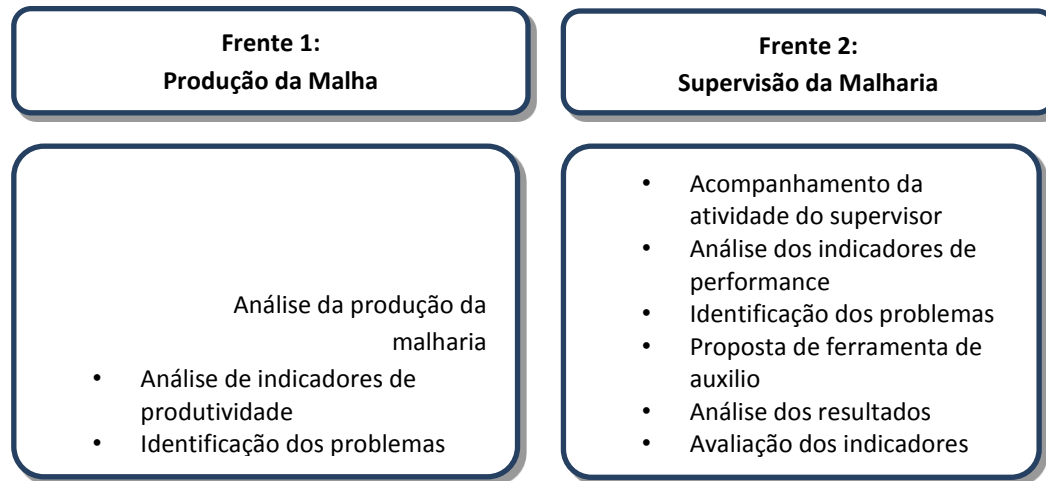 Frente 1:
Produção da Malha
Frente 2:
Supervisão da Malharia
Análise da produção da
malharia
• Análise de indicadores de
produtividade
• Identificação dos problemas
• Acompanhamento da
atividade do supervisor
• Análise dos indicadores de
performance
• Identificação dos problemas
• Proposta de ferramenta de
auxilio
• Análise dos resultados
• Avaliação dos indicadores